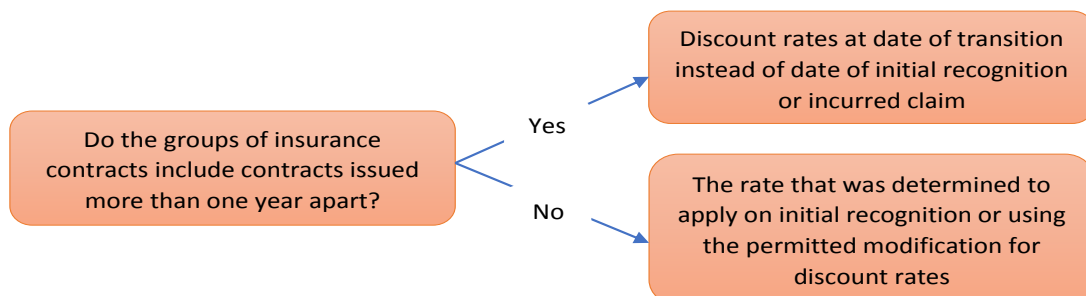 Do the groups of insurance
contracts include contracts issued
more than one year apart?
Yes
Discount rates at date of transition
instead of date of initial recognition
or incurred claim
No
The rate that was determined to
apply on initial recognition or using
the permitted modification for
discount rates